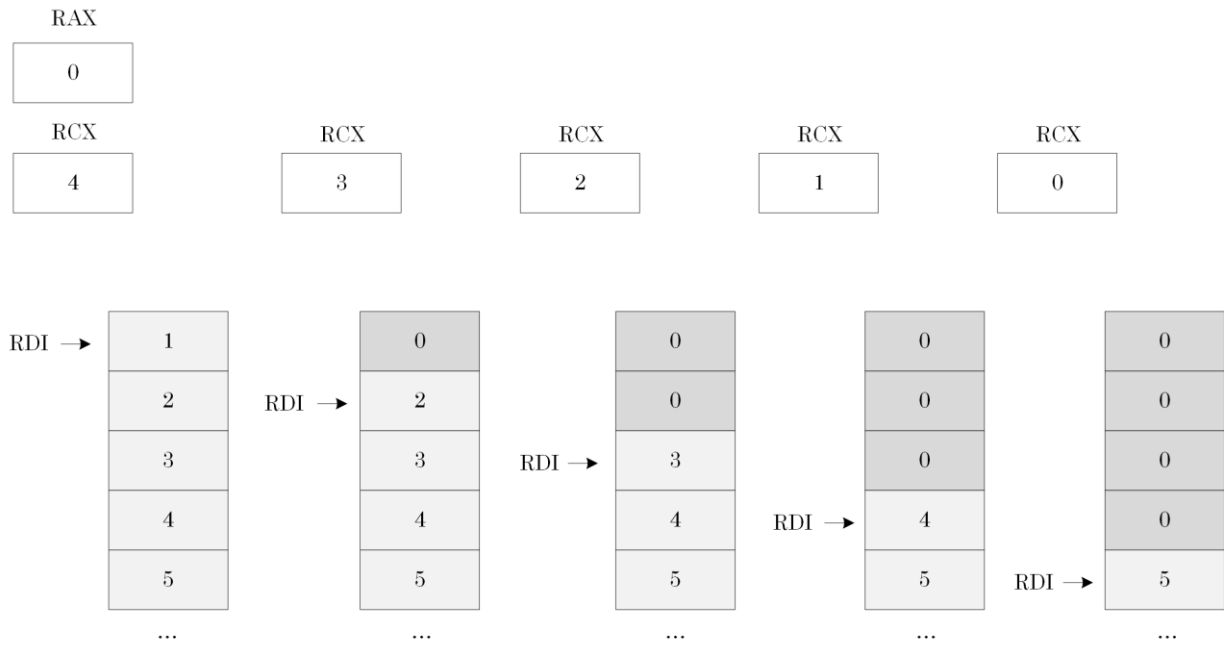 RAX
0
RCX RCX RCX RCX RCX
4 3 2 1 0
RDI 1 0 0 0 0
2 RDI 2 0 0 0
3 3 RDI 3 0 0
4 4 4 RDI 4 0
5 5 5 5 RDI 5
... ... ... ... ...